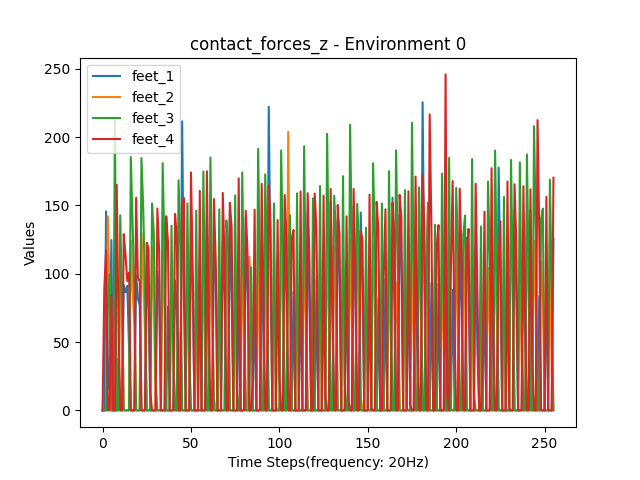 contact_forces_z - Environment 0
feet_1
feet_2
feet_3
feet_4
Values
250
200
150
100
50
0
0 50 100 150 200 250
Time Steps(frequency: 20Hz)